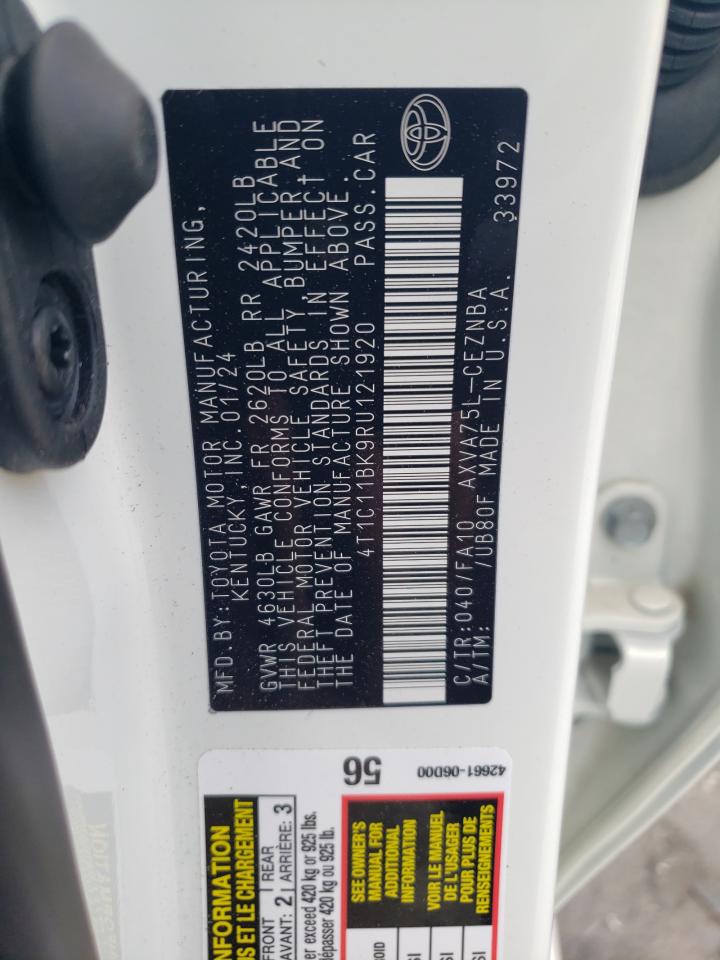 MFD.BY:TOYOTA MOTOR MANUFACTURING,
KENTUCKY, INC 01/24
GVWR 4630LB GAWR FR 2620LB RR 2420LB
THIS VEHICLE CONFORMS TO ALL APPLICABLE
FEDERAL MOTOR VEHICLE SAFETY, BUMPER AND
THEFT PREVENTION STANDARDS IN EFFECT ON
THE DATE OF MANUFACTURE SHOWN ABOVE.
4T1C11BK9RU121920 PASS.CAR
C/TR:040/FA10 AXVA75L-CEZNBA 33972
A/TM: /UB80F MADE IN U.S.A.
56
42661-06D00
INFORMATION
S ET LE CHARGEMENT
FRONT
REAR
AVANT: 2
ARRIÈRE: 3
er exceed 420 kg or 925 lbs.
épasser 420 kg ou 925 lb.
SEE OWNER'S
MANUAL FOR
ADDITIONAL
INFORMATION
VOIR LE MANUEL
DE L'USAGER
POUR PLUS DE
RENSEIGNEMENTS